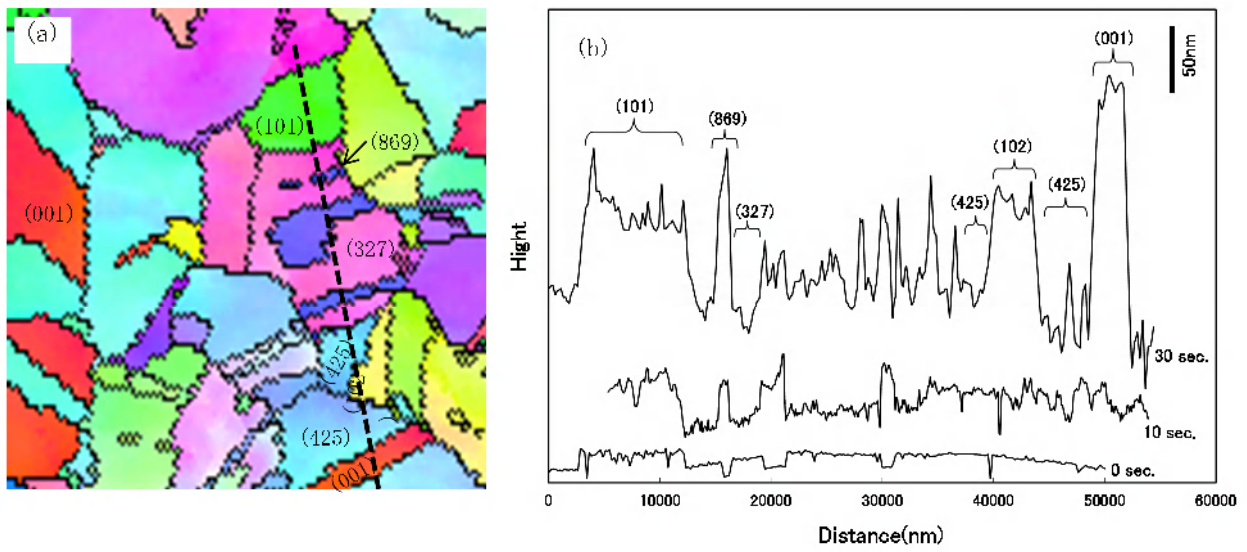 (a)
(101)
(869)
(001)
(327)
(425)
(425)
(001)
(b)
50nm
(001)
(101)
(869)
(102)
(327)
(425)
(425)
Hight
30 sec.
10 sec.
0 sec.
0 10000 20000 30000 40000 50000 60000
Distance(nm)